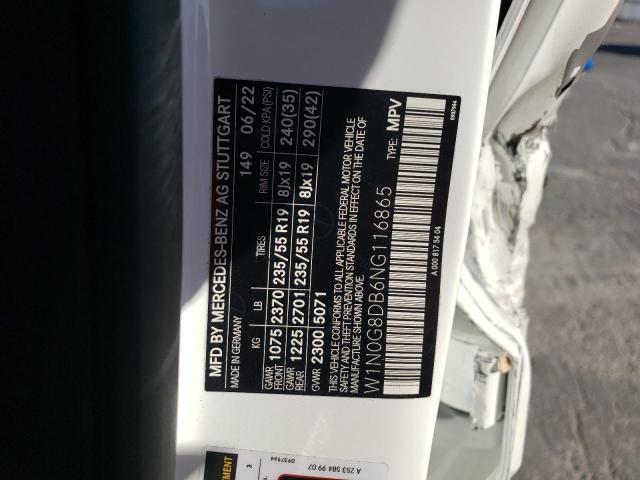 MFD BY MERCEDES-BENZ AG STUTTGART
MADE IN GERMANY 149 06/22
KG LB TIRES RIM SIZE COLD KPA (PSI)
GAWR FRONT 1075 2370 235/55 R19 8Jx19 240(35)
GAWR REAR 1225 2701 235/55 R19 8Jx19 290(42)
GVWR 2300 5071
THIS VEHICLE CONFORMS TO ALL APPLICABLE FEDERAL MOTOR VEHICLE
SAFETY AND THEFT PREVENTION STANDARDS IN EFFECT ON THE DATE OF
MANUFACTURE.
W1N0G8DB6NG116865 TYPE: MPV
A 000 817 54 04
0937964
3
0937964
A 253 584 99 07